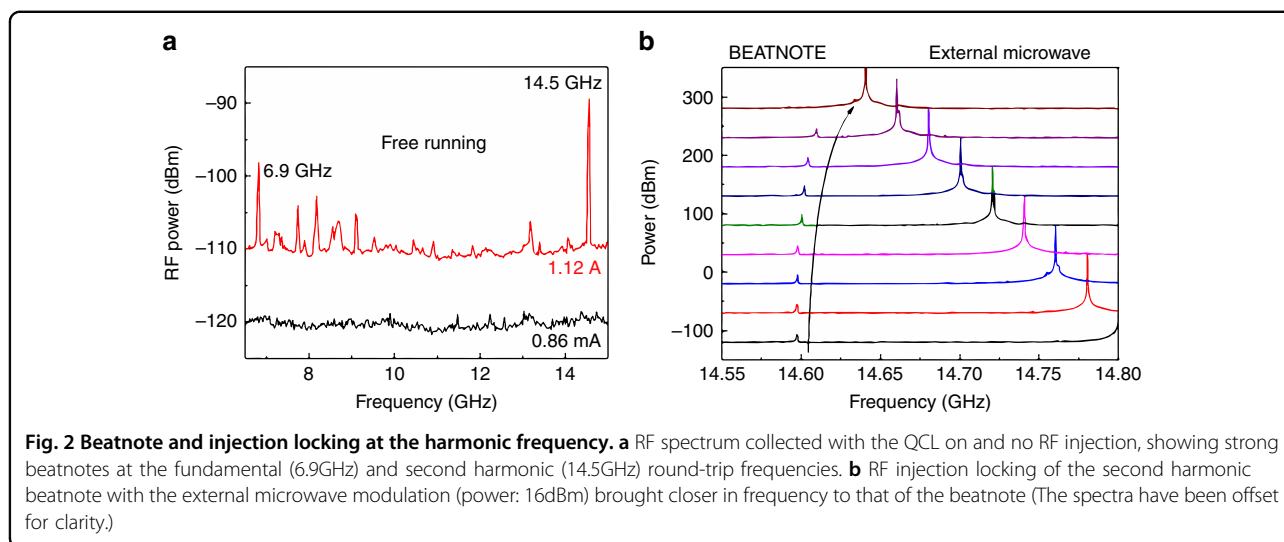 a
14.5 GHz
−90
Free running
6.9 GHz
−100
RF power (dBm)
−110
1.12 A
−120
0.86 mA
8 10 12 14
Frequency (GHz)
b
BEATNOTE External microwave
300
200
100
0
−100
Power (dBm)
14.55 14.60 14.65 14.70 14.75 14.80
Frequency (GHz)
Fig. 2 Beatnote and injection locking at the harmonic frequency. a RF spectrum collected with the QCL on and no RF injection, showing strong
beatnotes at the fundamental (6.9GHz) and second harmonic (14.5GHz) round-trip frequencies. b RF injection locking of the second harmonic
beatnote with the external microwave modulation (power: 16dBm) brought closer in frequency to that of the beatnote (The spectra have been offset
for clarity.)